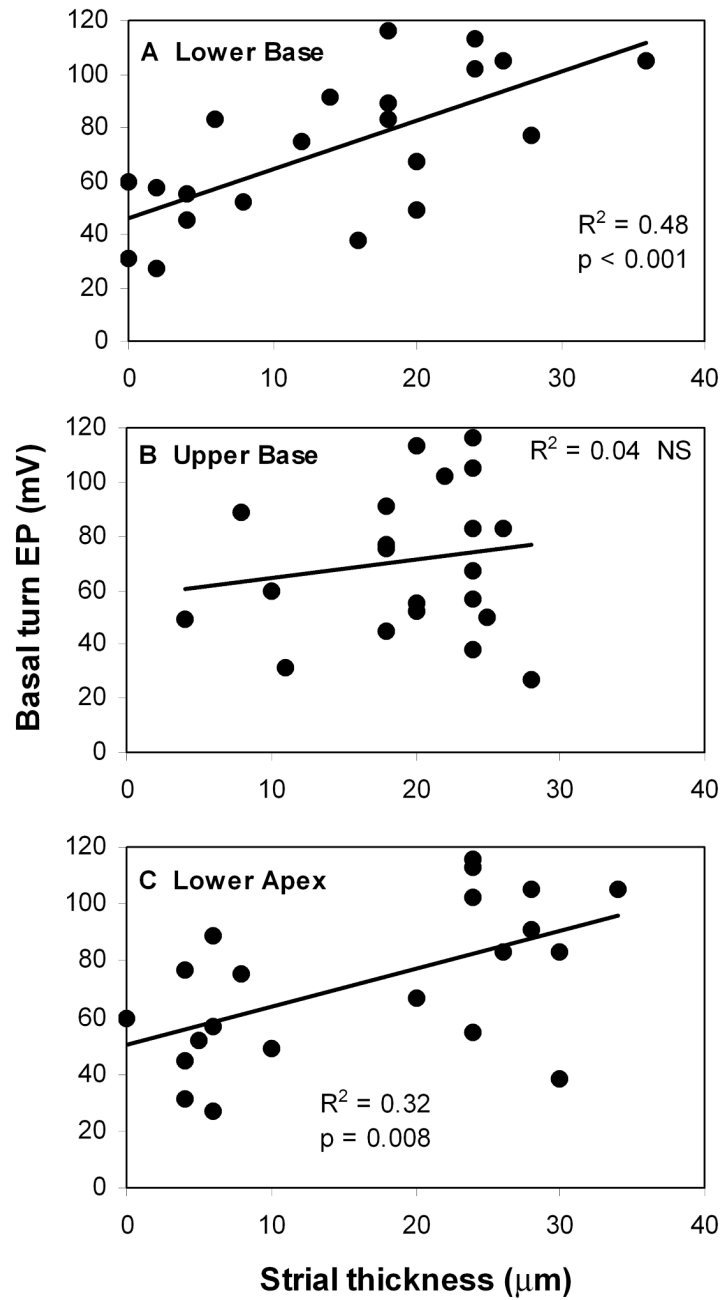 Basal turn EP (mV)
A Lower Base
120
100
80
60
40
20
0
R² = 0.48
p < 0.001
0 10 20 30 40
B Upper Base
R² = 0.04 NS
120
100
80
60
40
20
0
0 10 20 30 40
C Lower Apex
120
100
80
60
40
20
0
R² = 0.32
p = 0.008
0 10 20 30 40
Strial thickness (μm)